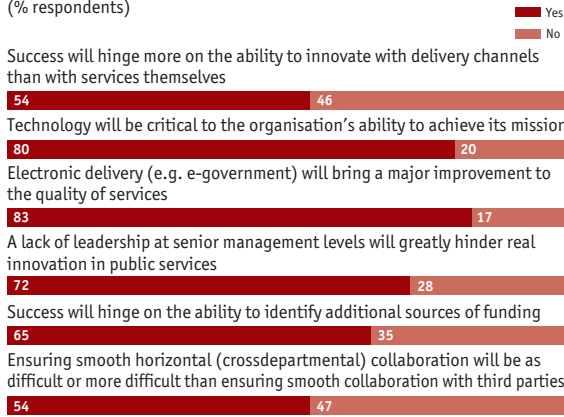 (% respondents)
Yes
No
Success will hinge more on the ability to innovate with delivery channels
than with services themselves
54 46
Technology will be critical to the organisation's ability to achieve its mission
80 20
Electronic delivery (e.g. e-government) will bring a major improvement to
the quality of services
83 17
A lack of leadership at senior management levels will greatly hinder real
innovation in public services
72 28
Success will hinge on the ability to identify additional sources of funding
65 35
Ensuring smooth horizontal (crossdepartmental) collaboration will be as
difficult or more difficult than ensuring smooth collaboration with third parties
54 47